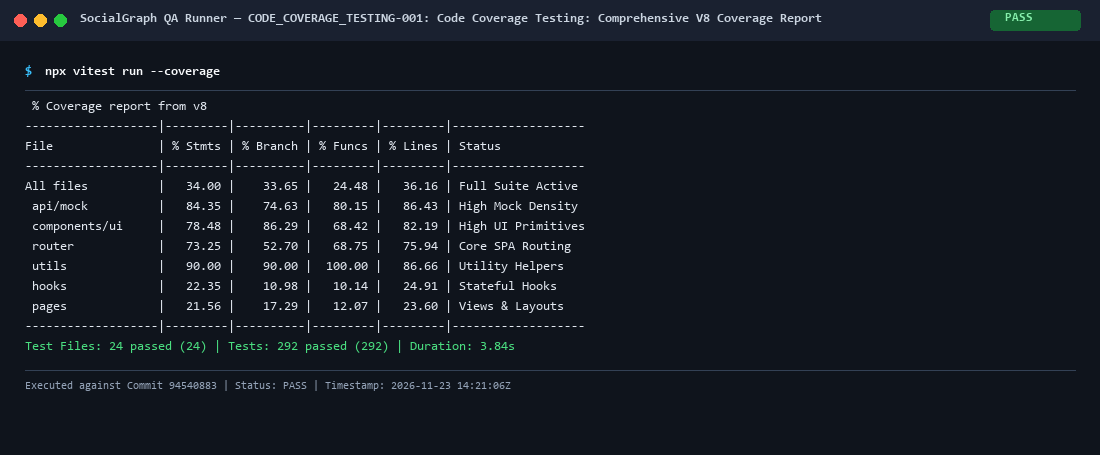 SocialGraph QA Runner — CODE_COVERAGE_TESTING-001: Code Coverage Testing: Comprehensive V8 Coverage Report PASS
$ npx vitest run --coverage
% Coverage report from v8
-------------------|---------|----------|---------|---------|-------------------
File | % Stmts | % Branch | % Funcs | % Lines | Status
-------------------|---------|----------|---------|---------|-------------------
All files | 34.00 | 33.65 | 24.48 | 36.16 | Full Suite Active
api/mock | 84.35 | 74.63 | 80.15 | 86.43 | High Mock Density
components/ui | 78.48 | 86.29 | 68.42 | 82.19 | High UI Primitives
router | 73.25 | 52.70 | 68.75 | 75.94 | Core SPA Routing
utils | 90.00 | 90.00 | 100.00 | 86.66 | Utility Helpers
hooks | 22.35 | 10.98 | 10.14 | 24.91 | Stateful Hooks
pages | 21.56 | 17.29 | 12.07 | 23.60 | Views & Layouts
-------------------|---------|----------|---------|---------|-------------------
Test Files: 24 passed (24) | Tests: 292 passed (292) | Duration: 3.84s
Executed against Commit 94540883 | Status: PASS | Timestamp: 2026-11-23 14:21:06Z